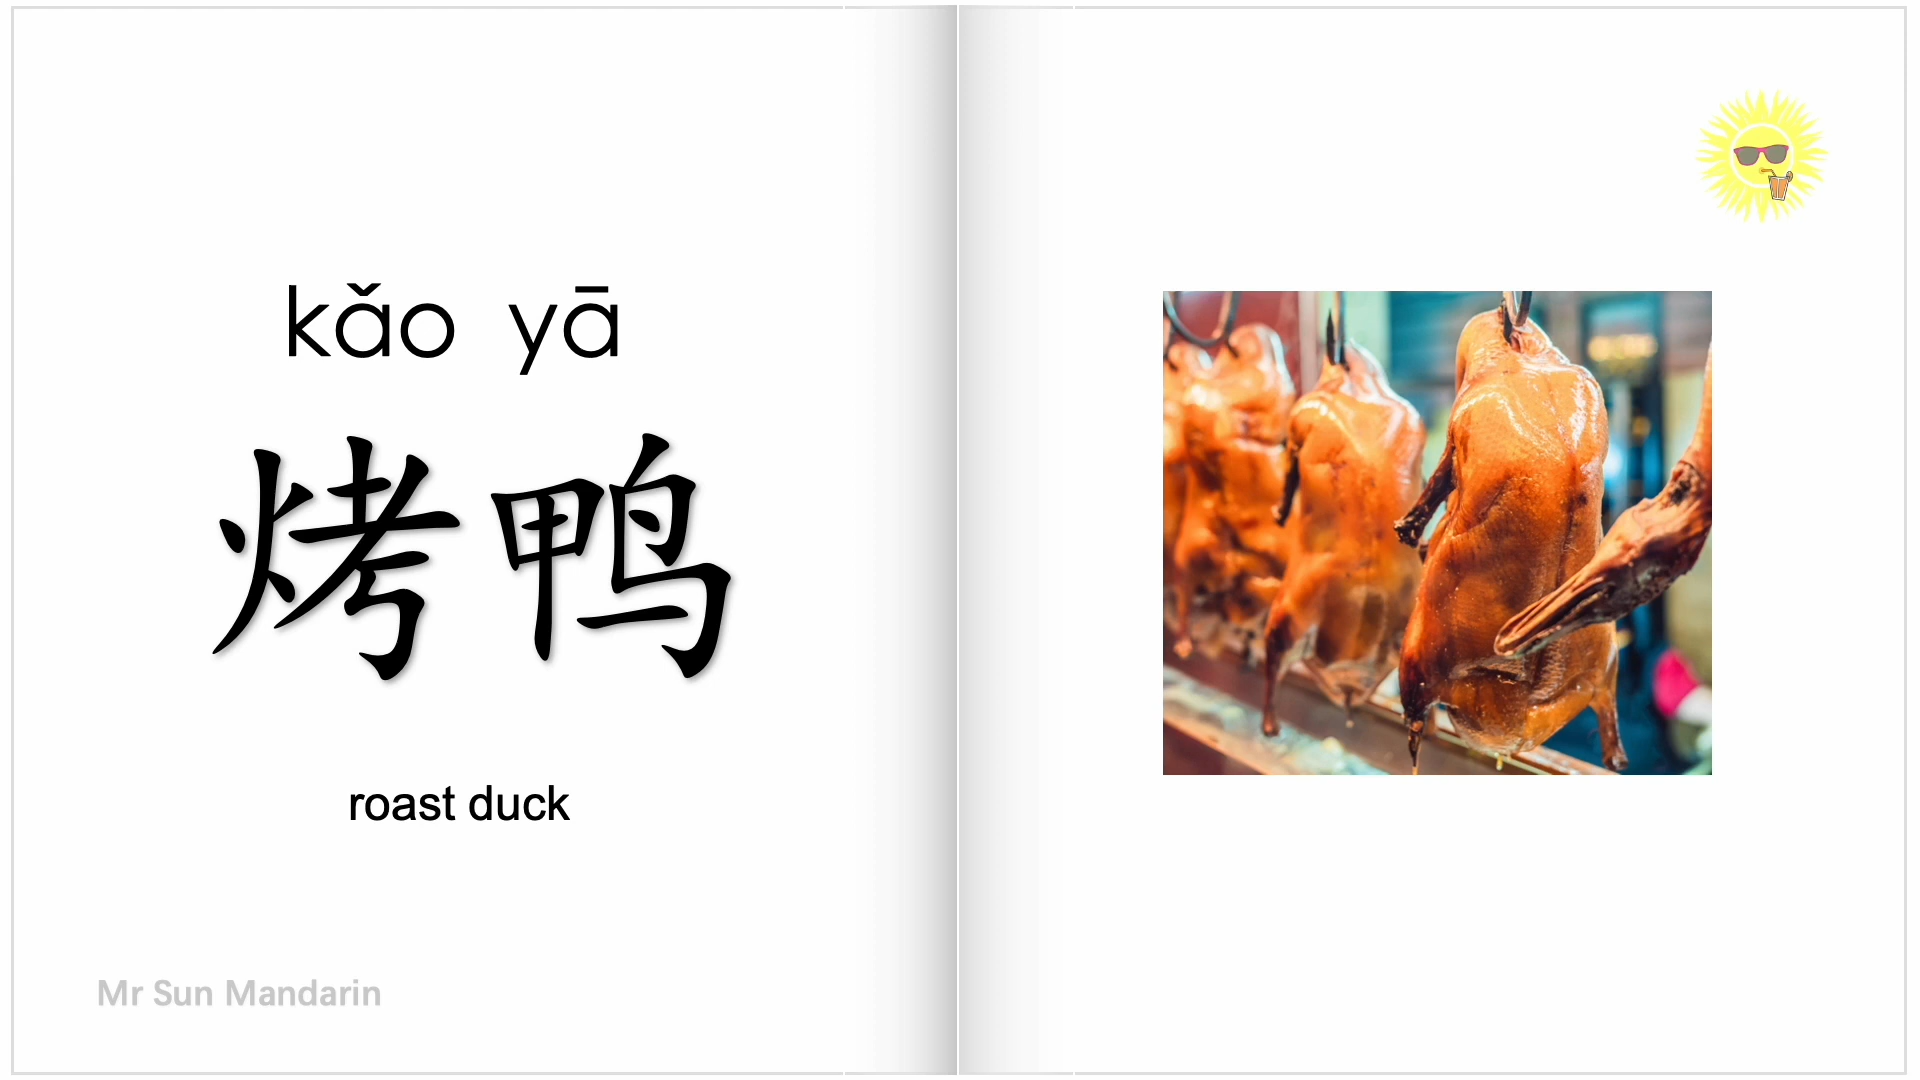 kǎo yā
烤鸭
roast duck
Mr Sun Mandarin